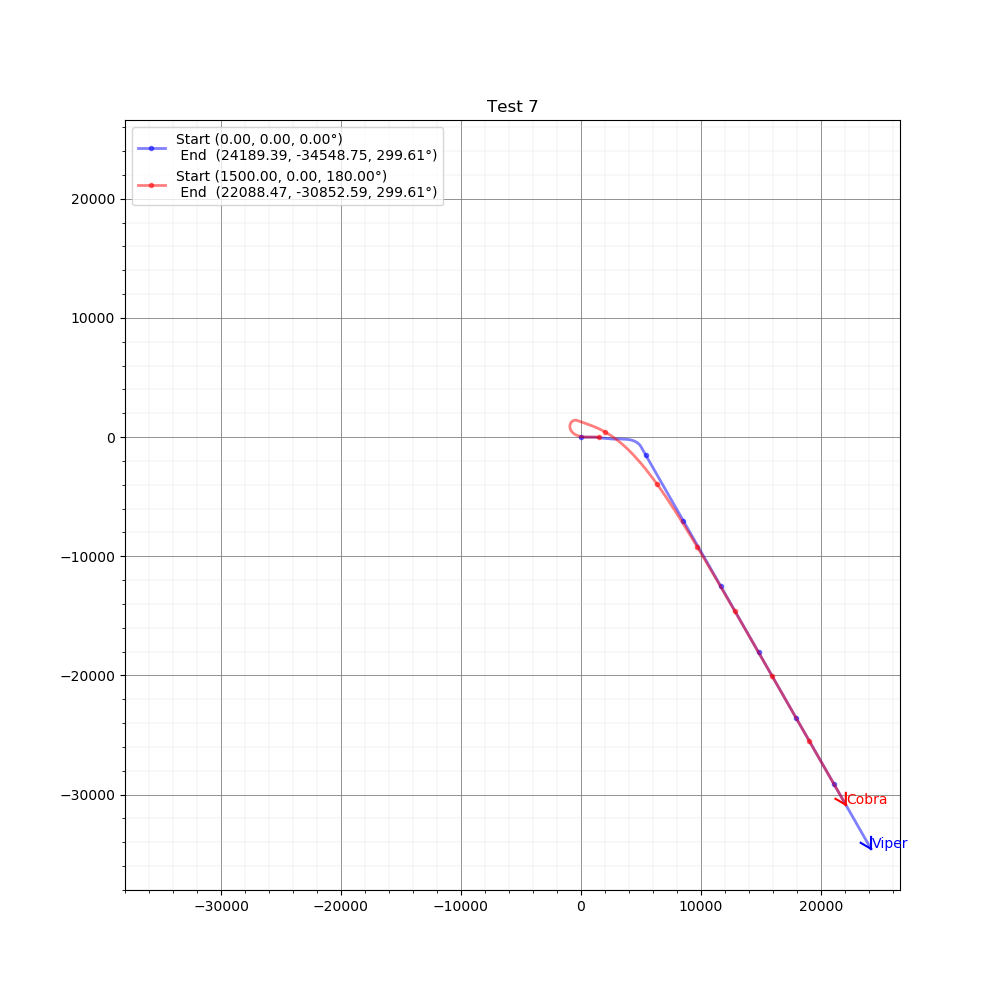 Test 7
Start (0.00, 0.00, 0.00°)
End  (24189.39, -34548.75, 299.61°)
Start (1500.00, 0.00, 180.00°)
End  (22088.47, -30852.59, 299.61°)
20000
10000
0
−10000
−20000
−30000
Cobra
Viper
−30000 −20000 −10000 0 10000 20000